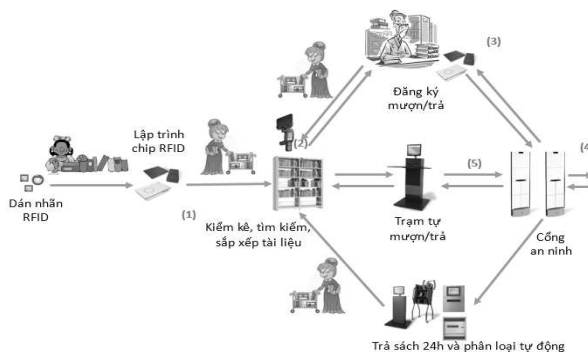 (3)
Đăng ký
mượn/trả
Lập trình
chip RFID
(2)
(4
(5)
Dán nhãn
RFID
(1)
Kiểm kê, tìm kiếm,
sắp xếp tài liệu
Trạm tự
mượn/trả
Cổng
an ninh
Trả sách 24h và phân loại tự động